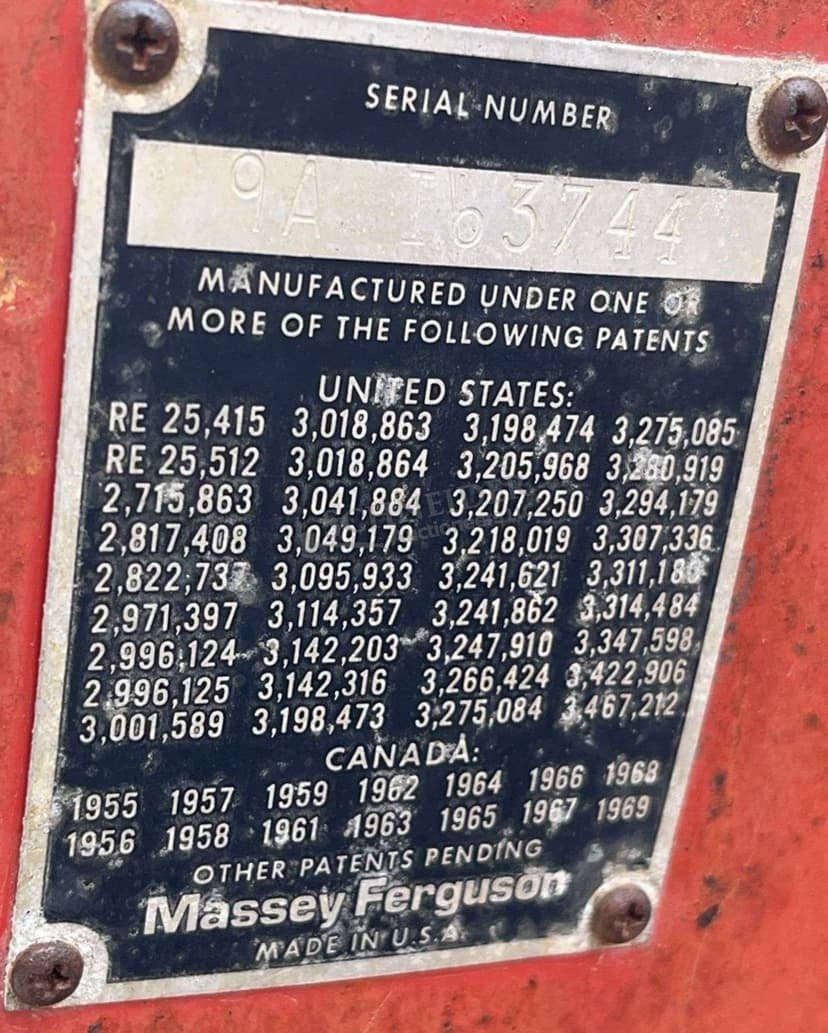 SERIAL NUMBER
9A I63744
MANUFACTURED UNDER ONE OR
MORE OF THE FOLLOWING PATENTS
UNITED STATES:
RE 25,415 3,018,863 3,198,474 3,275,085
RE 25,512 3,018,864 3,205,968 3,280,919
2,715,863 3,041,884 3,207,250 3,294,179
2,817,408 3,049,179 3,218,019 3,307,336
2,822,737 3,095,933 3,241,621
2,971,397 3,114,357 3,241,862 3,314,484
2,996,124 3,142,203 3,247,910 3,347,598
2,996,125 3,142,316 3,266,424 3,422,906
3,001,589 3,198,473 3,275,084 3,467,212
CANADA:
1955 1957 1959 1962 1964 1966 1968
1956 1958 1961 1963 1965 1967 1969
OTHER PATENTS PENDING
Massey Ferguson
MADE IN U.S.A.